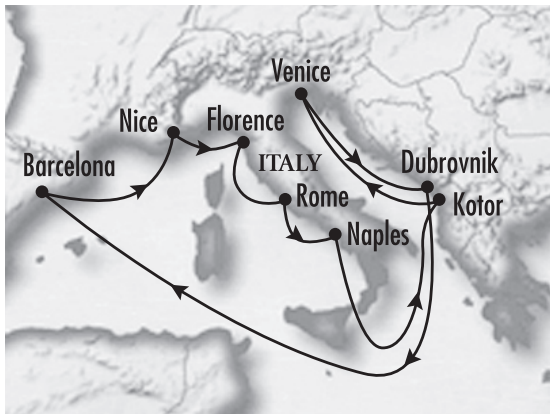 Venice
Nice
Florence
Barcelona
ITALY
Dubrovnik
Rome
Kotor
Naples